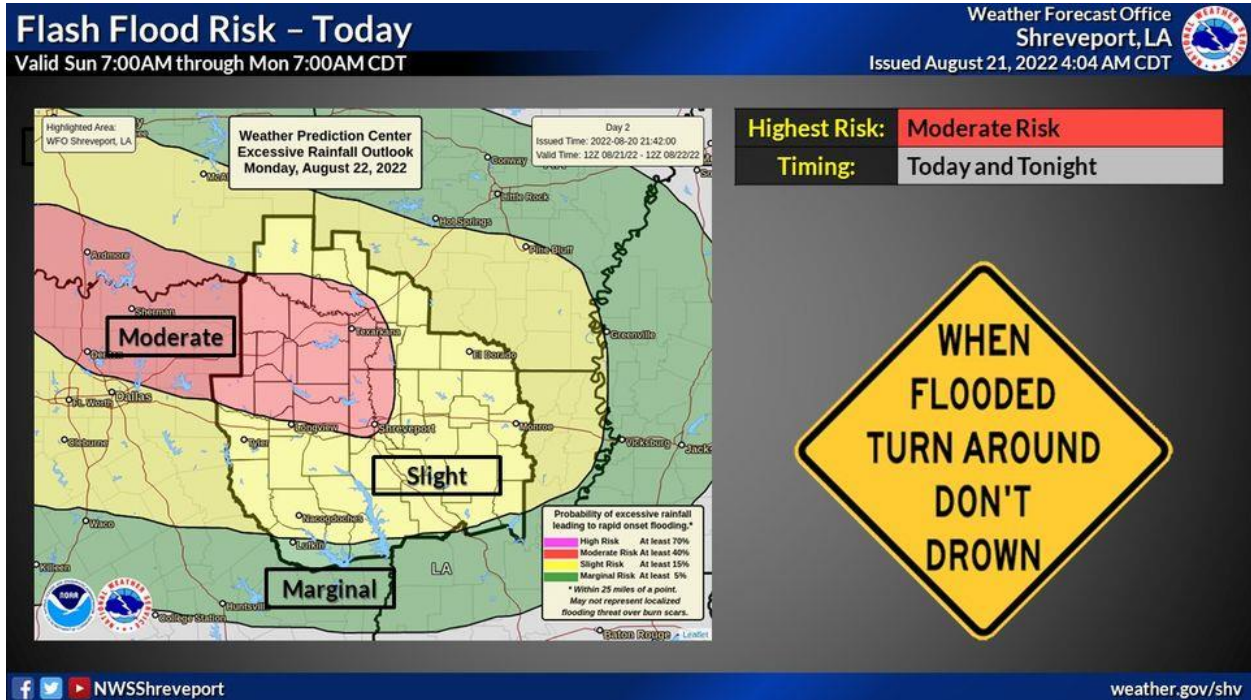 Flash Flood Risk – Today
Valid Sun 7:00AM through Mon 7:00AM CDT
Weather Forecast Office
Shreveport, LA
Issued August 21, 2022 4:04 AM CDT
NATIONAL WEATHER SERVICE
Highlighted Area:
WFO Shreveport, LA
Weather Prediction Center
Excessive Rainfall Outlook
Monday, August 22, 2022
Day 2
Issued Time: 2022-08-20 21:42:00
Valid Time: 12Z 08/21/22 - 12Z 08/22/22
Conway
Little Rock
Hot Springs
Pine Bluff
Ardmore
Sherman
Moderate
Texarkana
Greenville
El Dorado
Denton
Dallas
Ft. Worth
Longview
Shreveport
Monroe
Cleburne
Tyler
Vicksburg
Jack
Slight
Nacogdoches
Waco
Lufkin
Killeen
LA
Marginal
Huntsvil
College Station
Baton Rouge
Leaflet
Probability of excessive rainfall
leading to rapid onset flooding.*
High Risk At least 70%
Moderate Risk At least 40%
Slight Risk At least 15%
Marginal Risk At least 5%
* Within 25 miles of a point.
May not represent localized
flooding threat over burn scars.
NOAA
Highest Risk: Moderate Risk
Timing: Today and Tonight
WHEN
FLOODED
TURN AROUND
DON'T
DROWN
NWSShreveport
weather.gov/shv